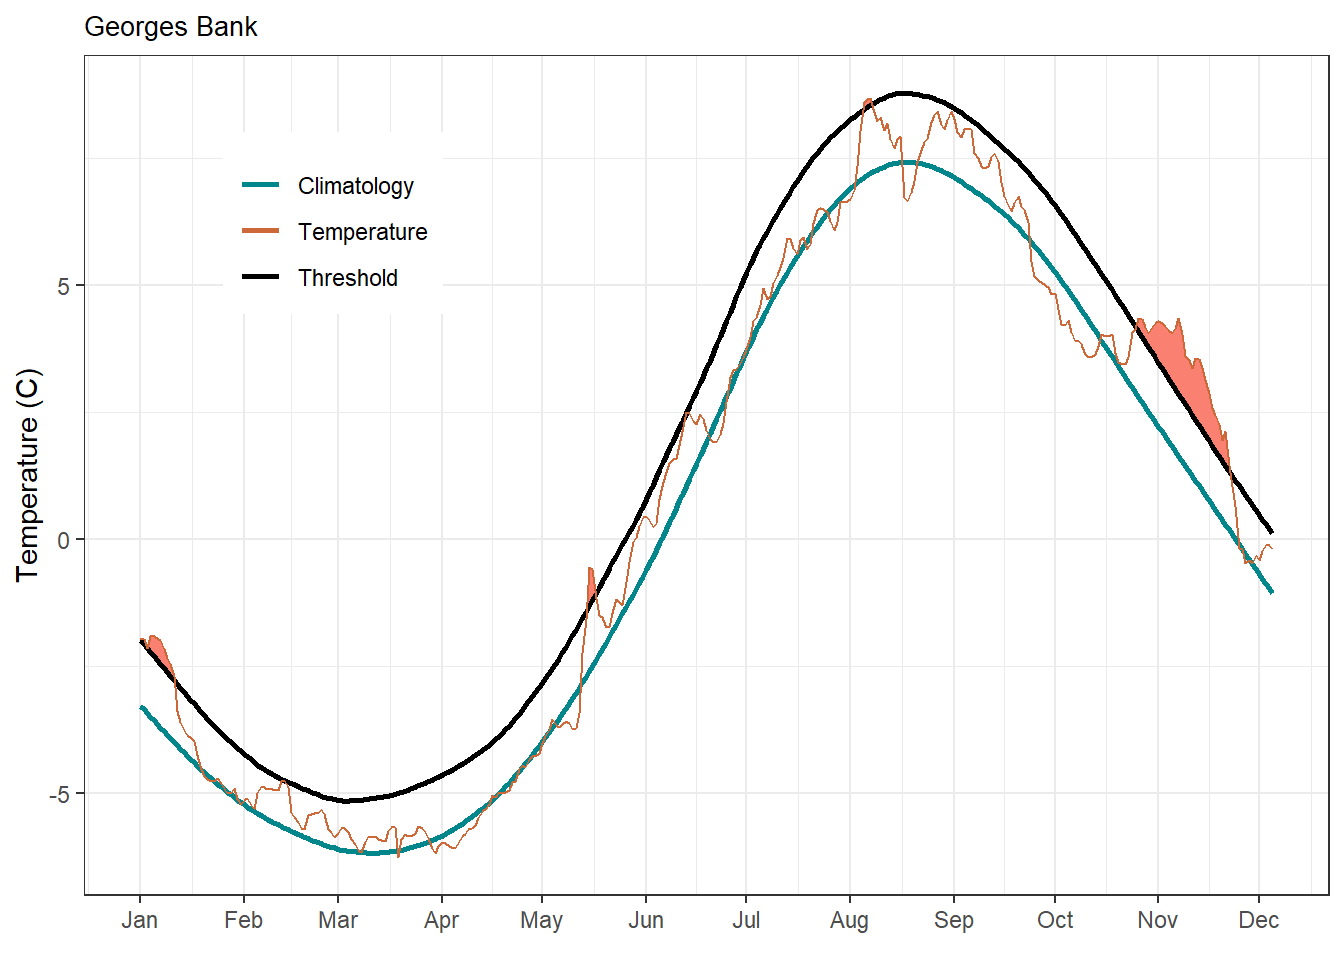 Georges Bank
Climatology
Temperature
Threshold
Temperature (C)
5
0
-5
Jan Feb Mar Apr May Jun Jul Aug Sep Oct Nov Dec